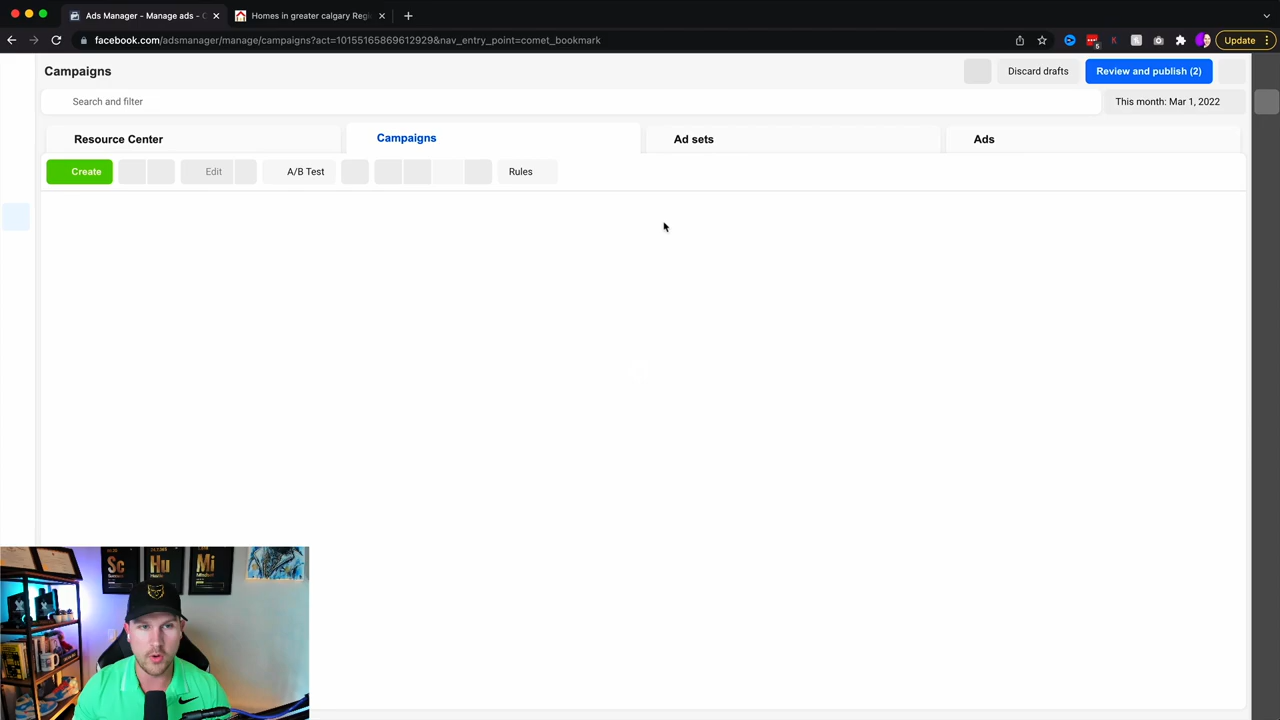 Ads Manager - Manage ads - C
Homes in greater calgary Regi
facebook.com/adsmanager/manage/campaigns?act=10155165869612929&nav_entry_point=comet_bookmark
5
Update
Campaigns
Discard drafts
Review and publish (2)
Search and filter
This month: Mar 1, 2022
Resource Center
Campaigns
Ad sets
Ads
Create
Edit
A/B Test
Rules
Sc
Hu
Mi